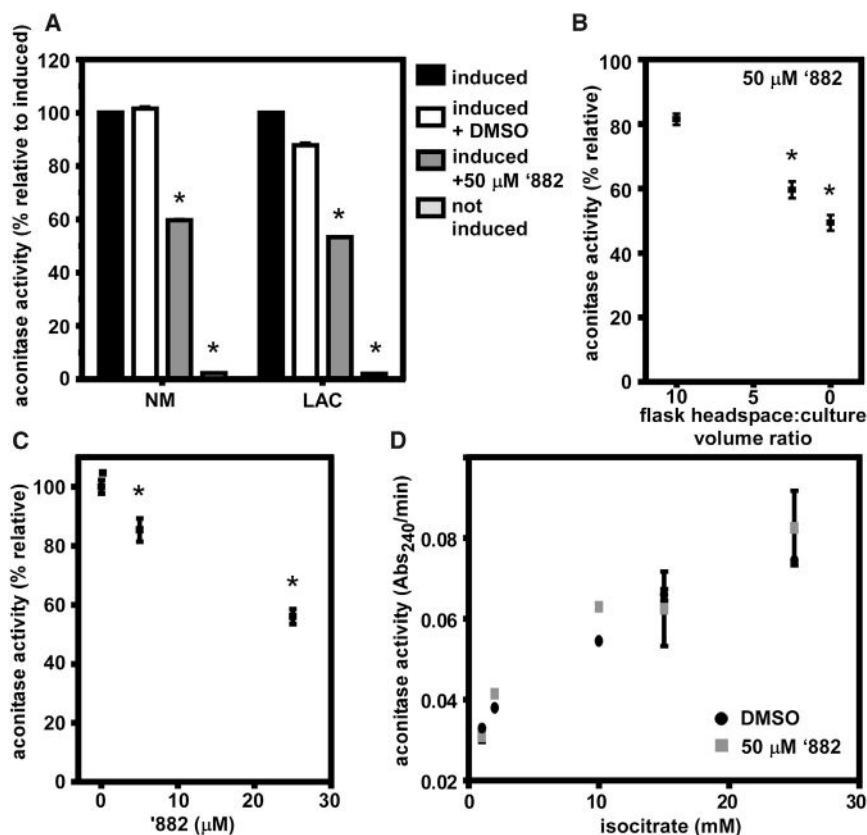 A
aconitase activity (% relative to induced)
120
100
80
60
40
20
0
*
*
*
*
NM
LAC
induced
induced
+ DMSO
induced
+50 μM ‘882
not
induced
B
aconitase activity (% relative)
100
80
60
40
20
0
50 μM ‘882
*
*
10
5
0
flask headspace:culture
volume ratio
C
aconitase activity (% relative)
100
80
60
40
20
0
*
*
0
10
20
30
'882 (μM)
D
aconitase activity (Abs240/min)
0.08
0.06
0.04
0.02
DMSO
50 μM ‘882
0
10
20
30
isocitrate (mM)